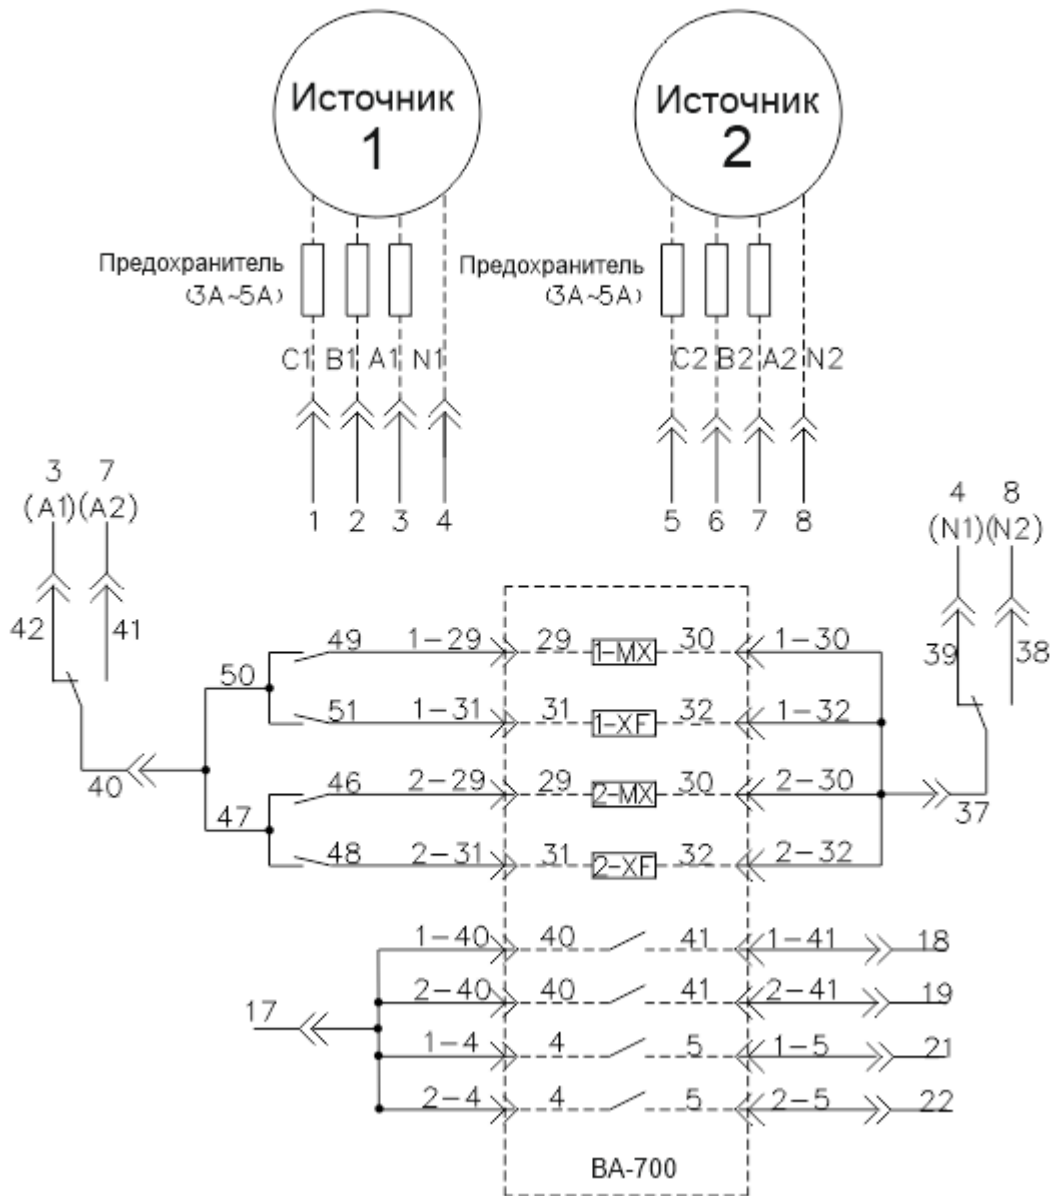 Источник 1
Источник 2
Предохранитель (3A~5A)
Предохранитель (3A~5A)
C1 B1 A1 N1
C2 B2 A2 N2
1 2 3 4
5 6 7 8
3 7
(A1)(A2)
4 8
(N1)(N2)
42 41
39 38
50
49 1-29 29 1-MX 30 1-30
51 1-31 31 1-XF 32 1-32
40
47
46 2-29 29 2-MX 30 2-30
37
48 2-31 31 2-XF 32 2-32
17
1-40 40 41 1-41 18
2-40 40 41 2-41 19
1-4 4 5 1-5 21
2-4 4 5 2-5 22
BA-700